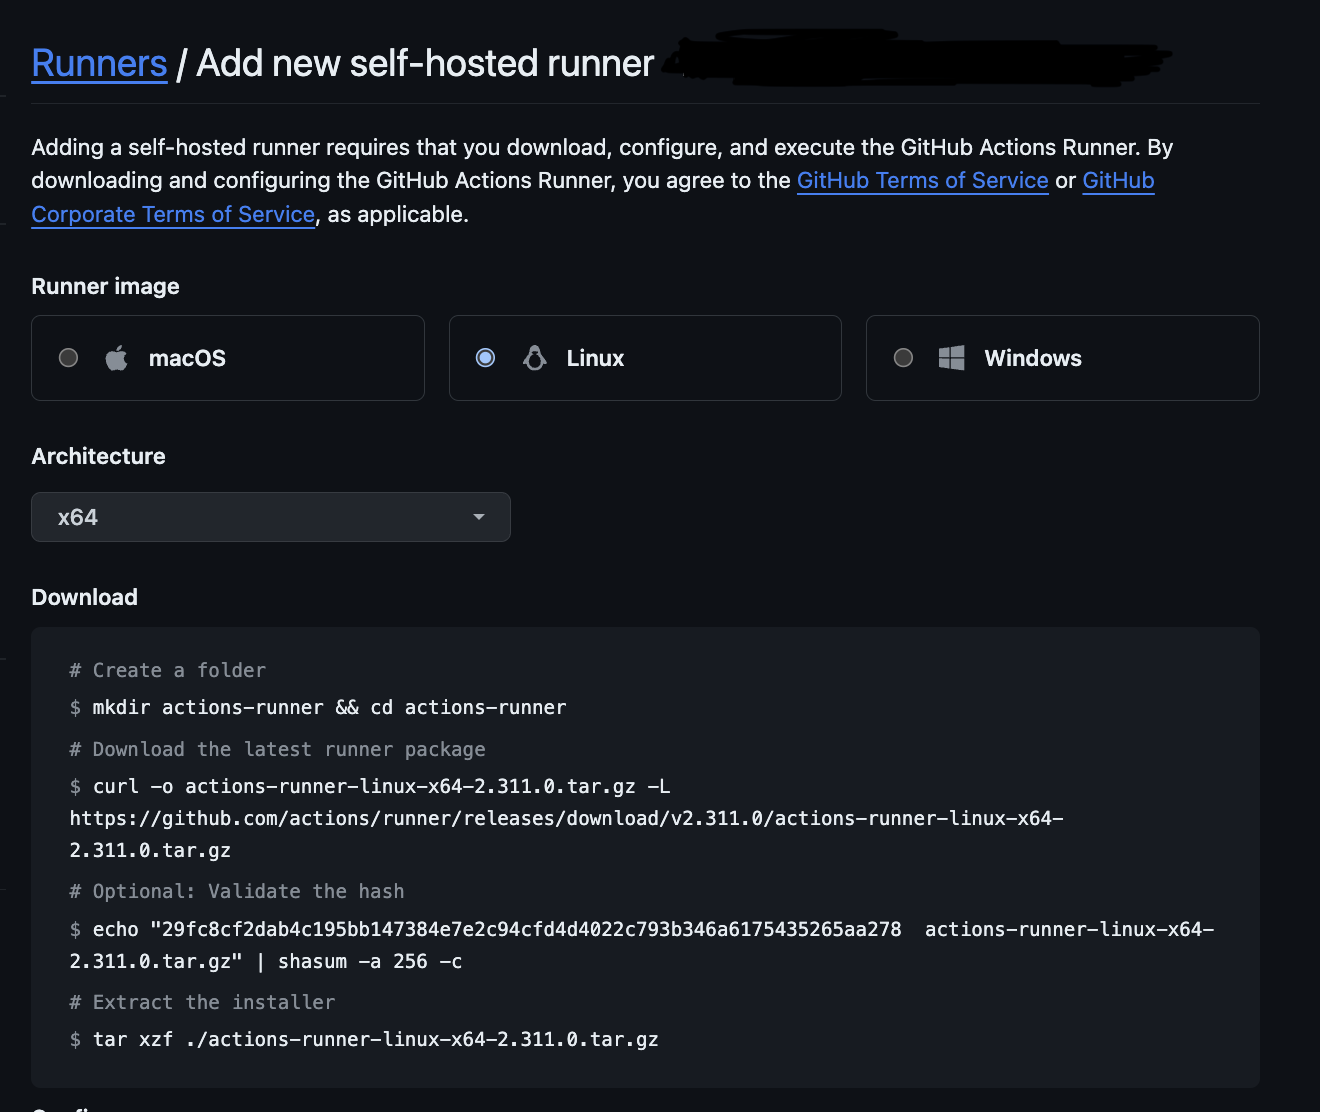 Runners / Add new self-hosted runner
Adding a self-hosted runner requires that you download, configure, and execute the GitHub Actions Runner. By
downloading and configuring the GitHub Actions Runner, you agree to the GitHub Terms of Service or GitHub
Corporate Terms of Service, as applicable.
Runner image
macOS
Linux
Windows
Architecture
x64
Download
# Create a folder
$ mkdir actions-runner && cd actions-runner
# Download the latest runner package
$ curl -o actions-runner-linux-x64-2.311.0.tar.gz -L
https://github.com/actions/runner/releases/download/v2.311.0/actions-runner-linux-x64-
2.311.0.tar.gz
# Optional: Validate the hash
$ echo "29fc8cf2dab4c195bb147384e7e2c94cfd4d4022c793b346a6175435265aa278  actions-runner-linux-x64-
2.311.0.tar.gz" | shasum -a 256 -c
# Extract the installer
$ tar xzf ./actions-runner-linux-x64-2.311.0.tar.gz